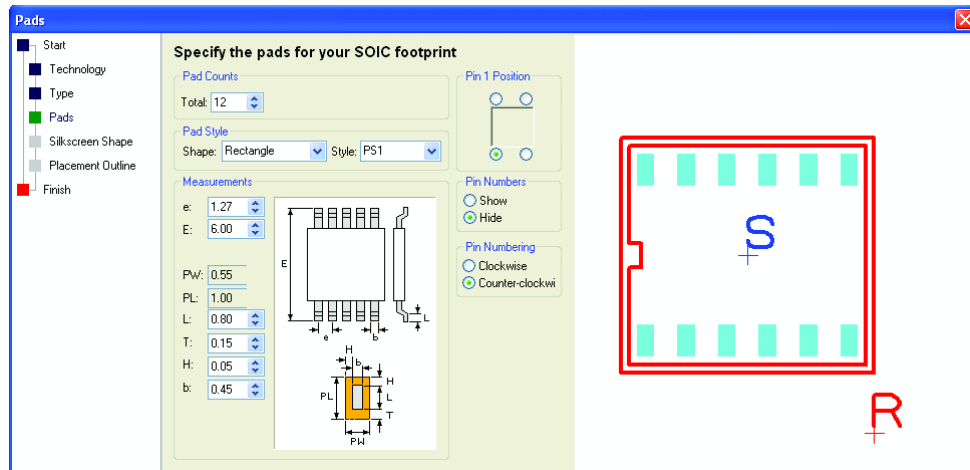 Pads
Start
Technology
Type
Pads
Silkscreen Shape
Placement Outline
Finish
Specify the pads for your SOIC footprint
Pad Counts
Total: 12
Pad Style
Shape: Rectangle Style: PS1
Measurements
e: 1.27
E: 6.00
PW: 0.55
PL: 1.00
L: 0.80
T: 0.15
H: 0.05
b: 0.45
E
L
e
b
H
b
H
PL
L
T
PW
Pin 1 Position
Pin Numbers
Show
Hide
Pin Numbering
Clockwise
Counter-clockwi
S
R